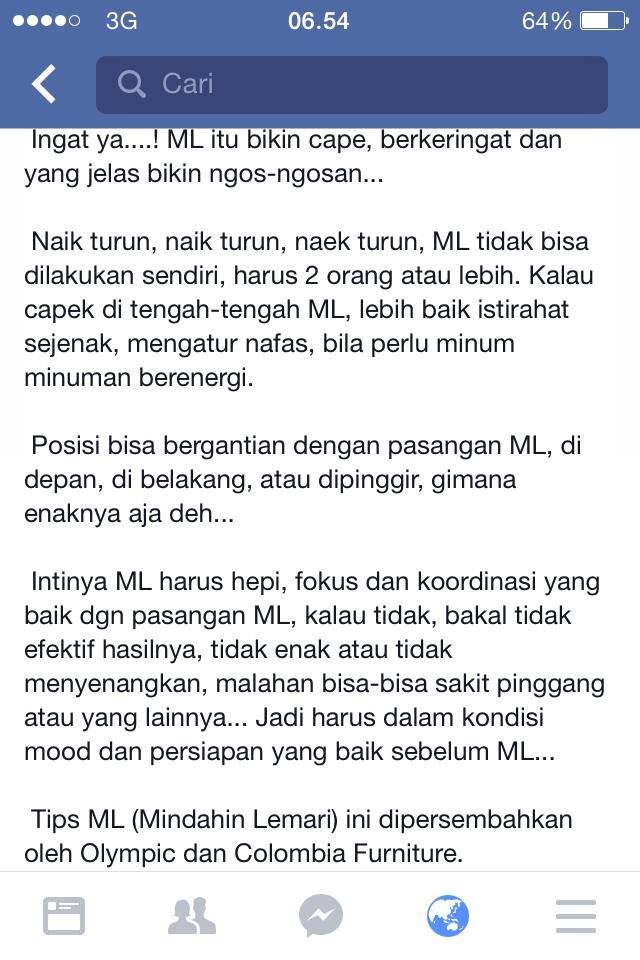 3G 06.54 64%
Cari
Ingat ya....! ML itu bikin cape, berkeringat dan
yang jelas bikin ngos-ngosan...
Naik turun, naik turun, naek turun, ML tidak bisa
dilakukan sendiri, harus 2 orang atau lebih. Kalau
capek di tengah-tengah ML, lebih baik istirahat
sejenak, mengatur nafas, bila perlu minum
minuman berenergi.
Posisi bisa bergantian dengan pasangan ML, di
depan, di belakang, atau dipinggir, gimana
enaknya aja deh...
Intinya ML harus hepi, fokus dan koordinasi yang
baik dgn pasangan ML, kalau tidak, bakal tidak
efektif hasilnya, tidak enak atau tidak
menyenangkan, malahan bisa-bisa sakit pinggang
atau yang lainnya... Jadi harus dalam kondisi
mood dan persiapan yang baik sebelum ML...
Tips ML (Mindahin Lemari) ini dipersembahkan
oleh Olympic dan Colombia Furniture.